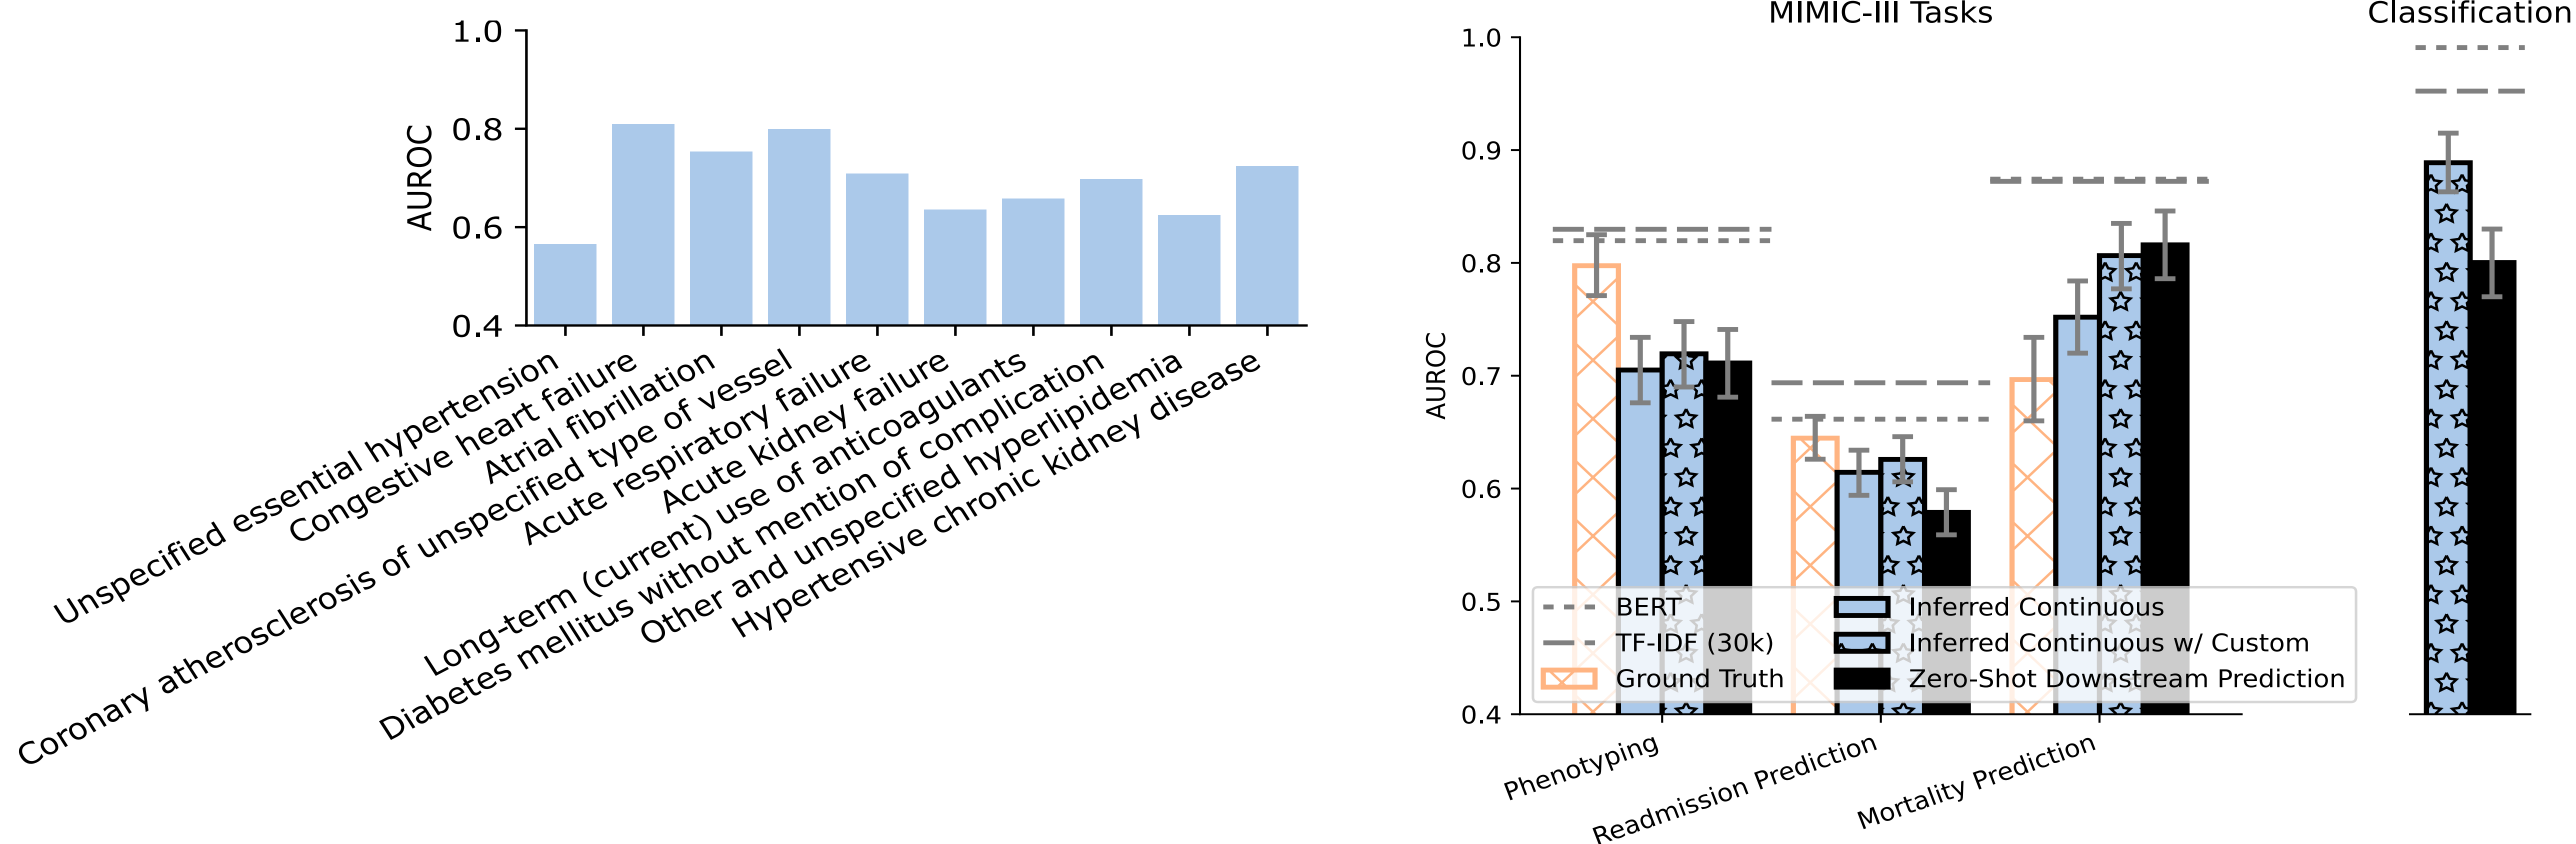 AUROC
1.0
0.8
0.6
0.4
Unspecified essential hypertension
Congestive heart failure
Atrial fibrillation
Coronary atherosclerosis of unspecified type of vessel
Acute respiratory failure
Acute kidney failure
Long-term (current) use of anticoagulants
Diabetes mellitus without mention of complication
Other and unspecified hyperlipidemia
Hypertensive chronic kidney disease
MIMIC-III Tasks
Classification
AUROC
1.0
0.9
0.8
0.7
0.6
0.5
0.4
BERT
TF-IDF (30k)
Ground Truth
Inferred Continuous
Inferred Continuous w/ Custom
Zero-Shot Downstream Prediction
Phenotyping
Readmission Prediction
Mortality Prediction